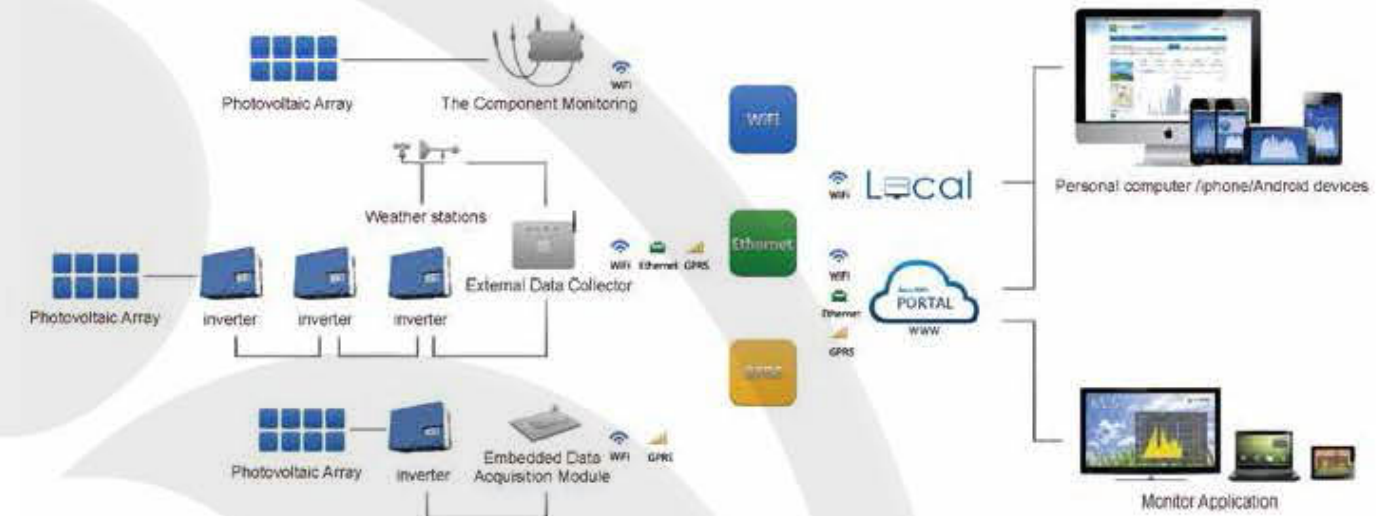 WiFi
Photovoltaic Array
The Component Monitoring
WiFi
WiFi
Local
Personal computer /iphone/Android devices
Weather stations
Ethernet
WiFi Ethernet GPRS
External Data Collector
WiFi
Ethernet
GPRS
PORTAL
WWW
Photovoltaic Array
inverter
inverter
inverter
GPRS
Photovoltaic Array
inverter
Embedded Data
Acquisition Module
WiFi GPRS
Monitor Application